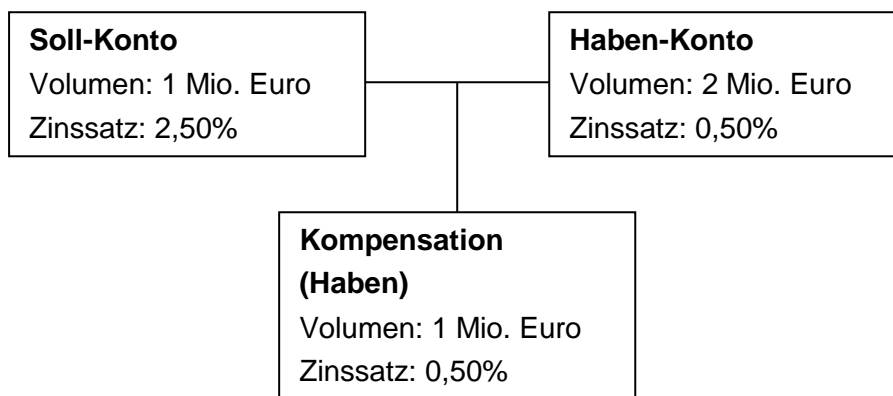 Soll-Konto
Volumen: 1 Mio. Euro
Zinssatz: 2,50%
Haben-Konto
Volumen: 2 Mio. Euro
Zinssatz: 0,50%
Kompensation
(Haben)
Volumen: 1 Mio. Euro
Zinssatz: 0,50%